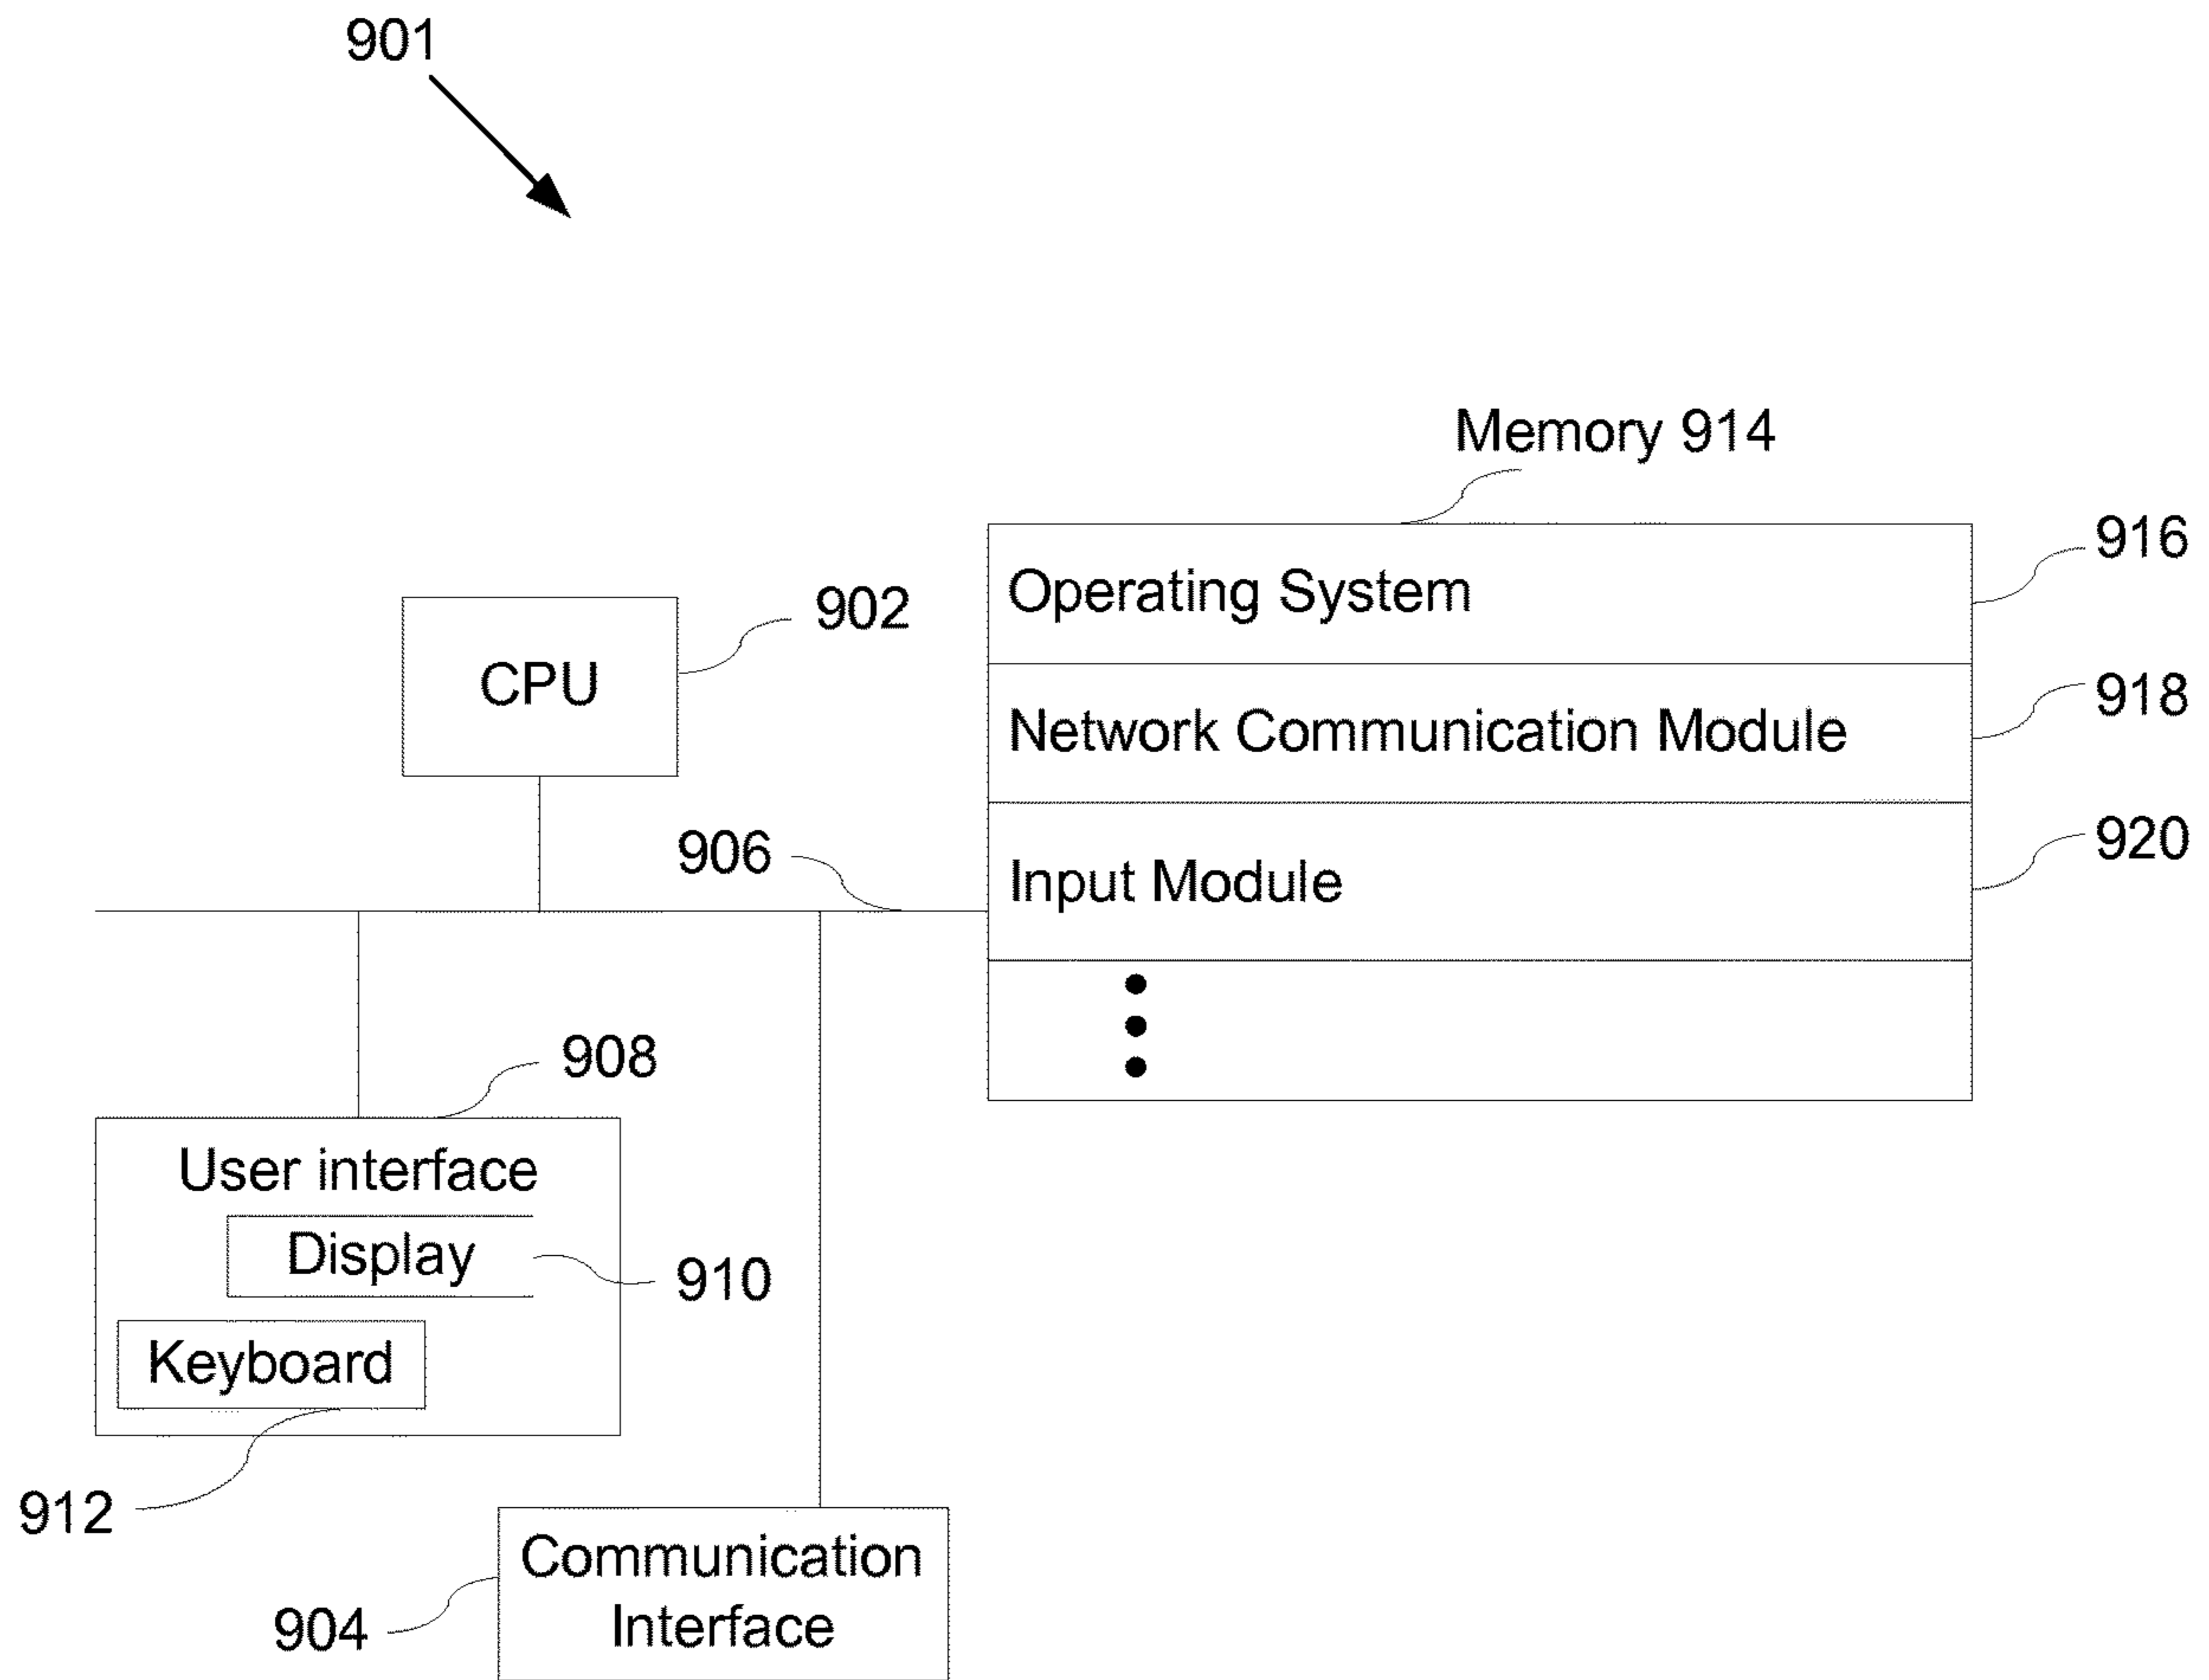 901
Memory 914
Operating System
916
CPU
902
Network Communication Module
918
906
Input Module
920
908
User interface
Display
910
Keyboard
912
Communication
Interface
904